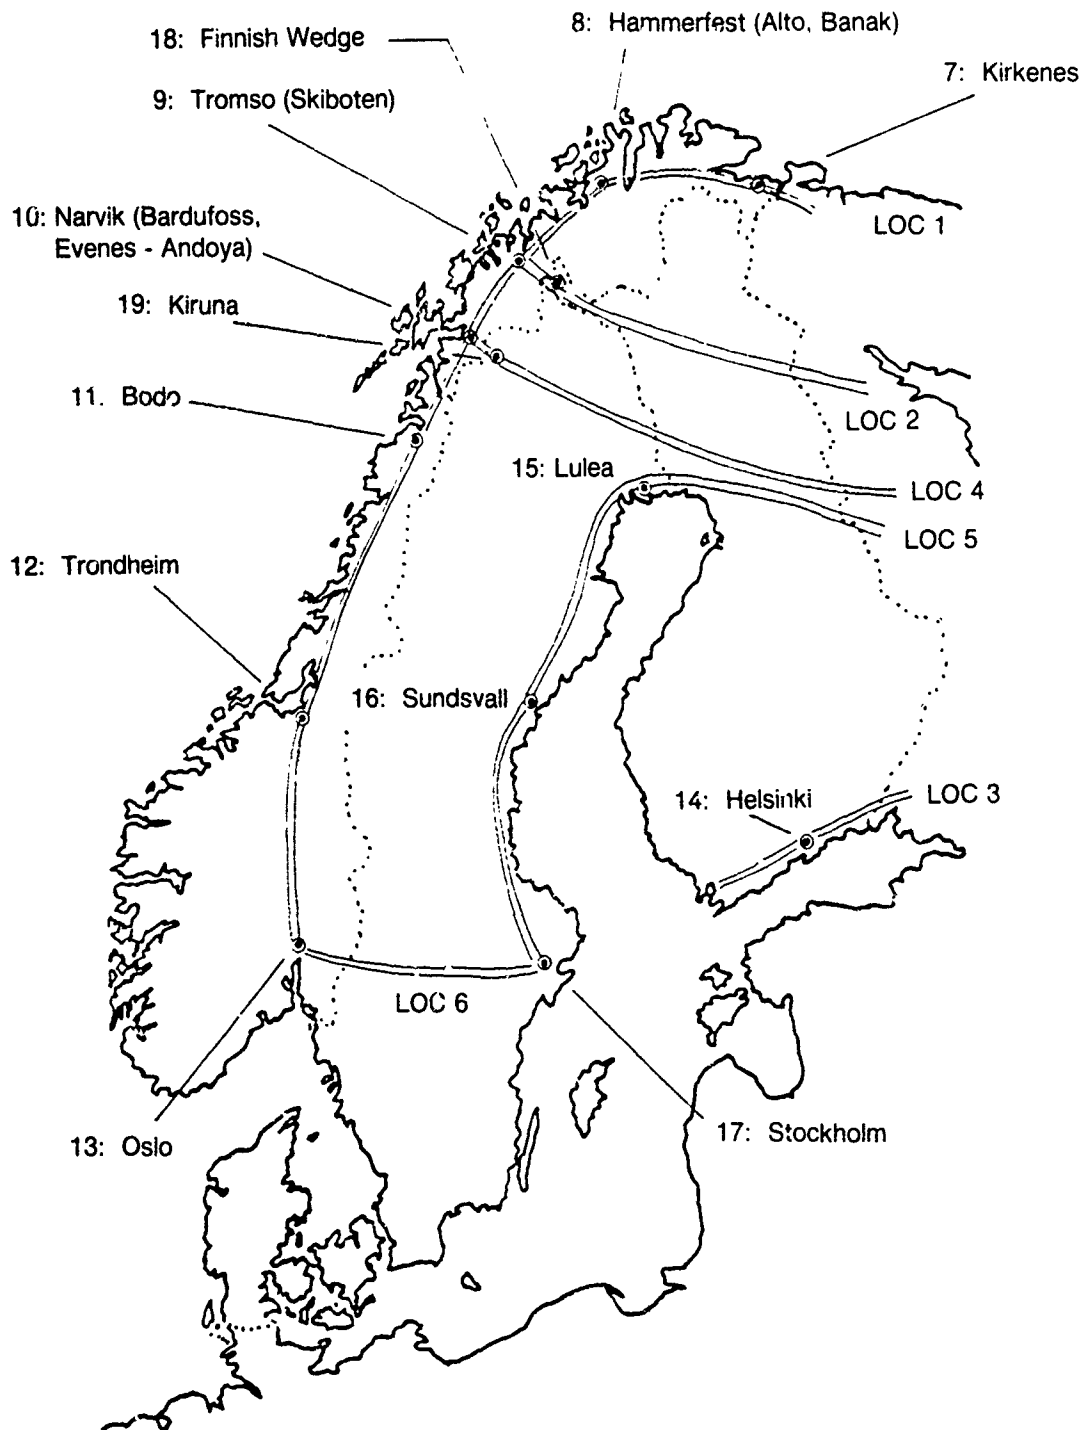 8: Hammerfest (Alto, Banak)
18: Finnish Wedge
7: Kirkenes
9: Tromso (Skiboten)
10: Narvik (Bardufoss,
Evenes - Andoya)
LOC 1
19: Kiruna
11. Bodo
LOC 2
15: Lulea
LOC 4
LOC 5
12: Trondheim
16: Sundsvall
14: Helsinki
LOC 3
LOC 6
17: Stockholm
13: Oslo